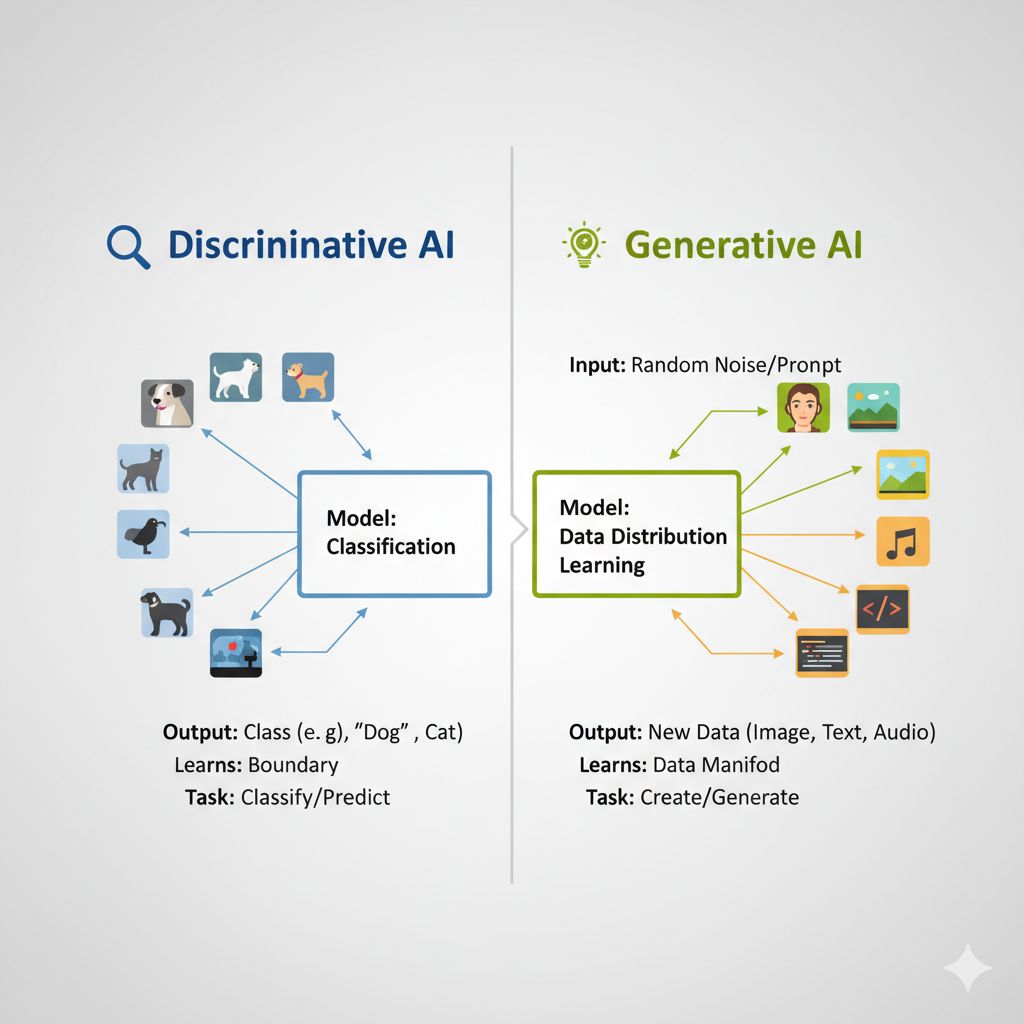 Discrininative AI
Generative AI
Input: Random Noise/Pronpt
Model:
Classification
Model:
Data Distribution
Learning
</>
Output: Class (e. g), "Dog" , Cat)
Learns: Boundary
Task: Classify/Predict
Output: New Data (Image, Text, Audio)
Learns: Data Manifod
Task: Create/Generate